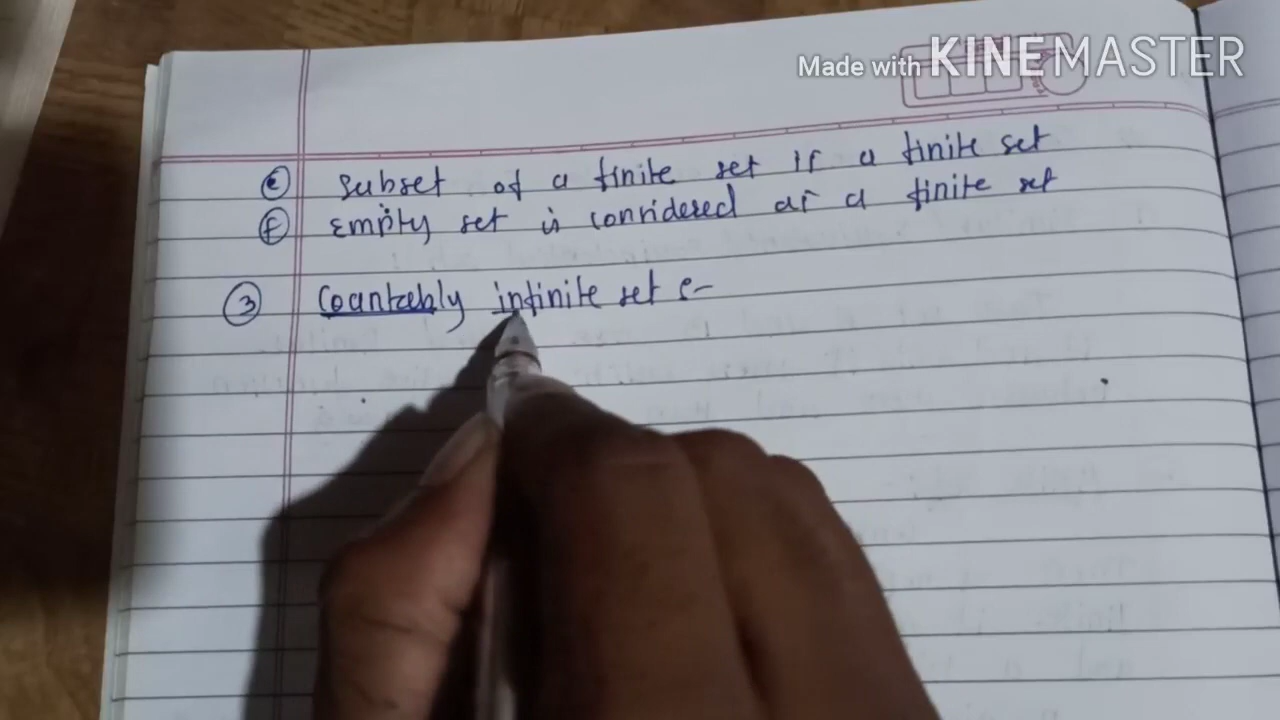 Made with KINEMASTER
(e) Subset of a finite set is a finite set
(f) Empty set is considered as a finite set
(3) Countably infinite set :-